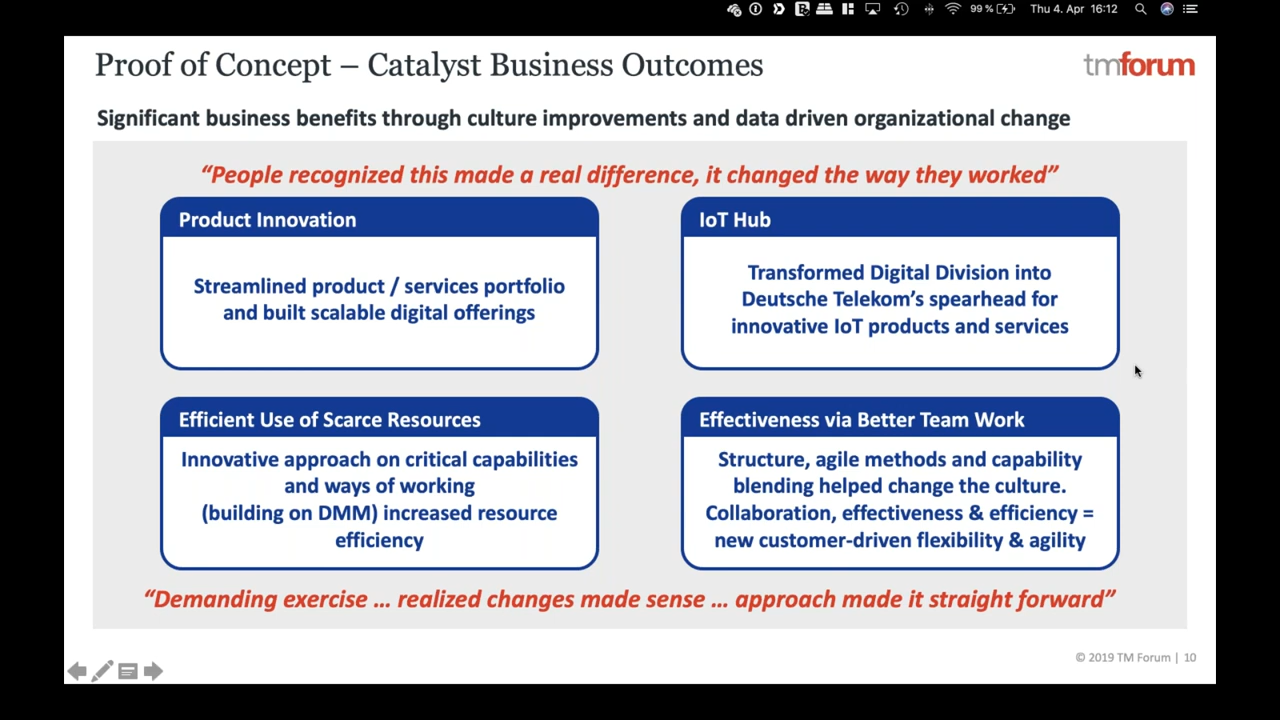 99 % Thu 4. Apr 16:12
Proof of Concept – Catalyst Business Outcomes
tmforum
Significant business benefits through culture improvements and data driven organizational change
“People recognized this made a real difference, it changed the way they worked”
Product Innovation
Streamlined product / services portfolio
and built scalable digital offerings
IoT Hub
Transformed Digital Division into
Deutsche Telekom’s spearhead for
innovative IoT products and services
Efficient Use of Scarce Resources
Innovative approach on critical capabilities
and ways of working
(building on DMM) increased resource
efficiency
Effectiveness via Better Team Work
Structure, agile methods and capability
blending helped change the culture.
Collaboration, effectiveness & efficiency =
new customer-driven flexibility & agility
“Demanding exercise ... realized changes made sense ... approach made it straight forward”
© 2019 TM Forum | 10